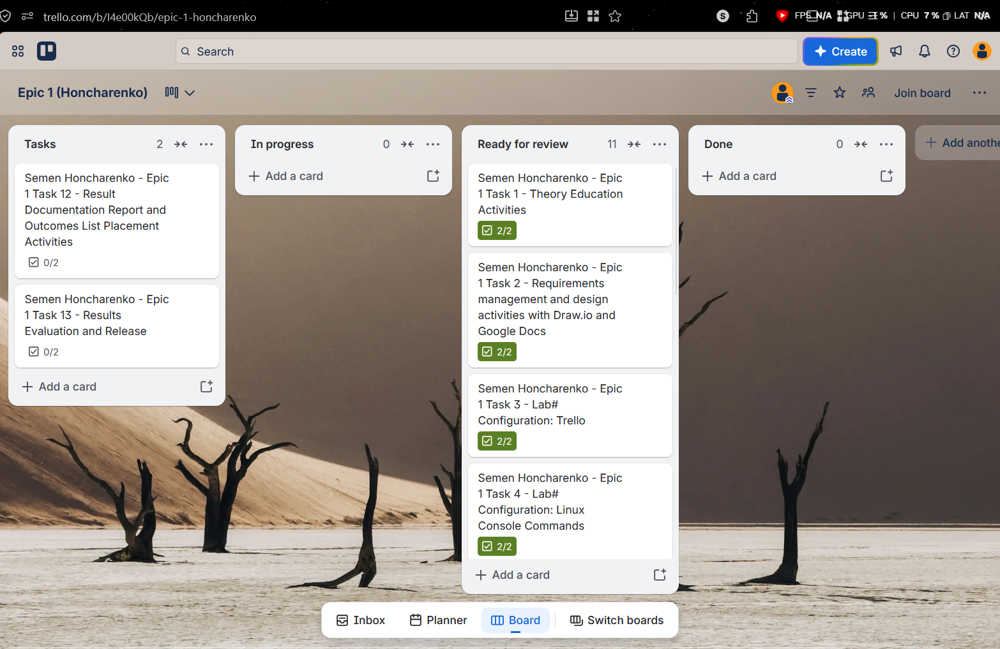 trello.com/b/I4e00kQb/epic-1-honcharenko
S
FPS N/A GPU 1 % | CPU 7 % LAT N/A
Search
Create
Epic 1 (Honcharenko)
Join board
Tasks 2
Semen Honcharenko - Epic
1 Task 12 - Result
Documentation Report and
Outcomes List Placement
Activities
0/2
Semen Honcharenko - Epic
1 Task 13 - Results
Evaluation and Release
0/2
Add a card
In progress 0
Add a card
Ready for review 11
Semen Honcharenko - Epic
1 Task 1 - Theory Education
Activities
2/2
Semen Honcharenko - Epic
1 Task 2 - Requirements
management and design
activities with Draw.io and
Google Docs
2/2
Semen Honcharenko - Epic
1 Task 3 - Lab#
Configuration: Trello
2/2
Semen Honcharenko - Epic
1 Task 4 - Lab#
Configuration: Linux
Console Commands
2/2
Add a card
Done 0
Add a card
Add anothe
Inbox
Planner
Board
Switch boards